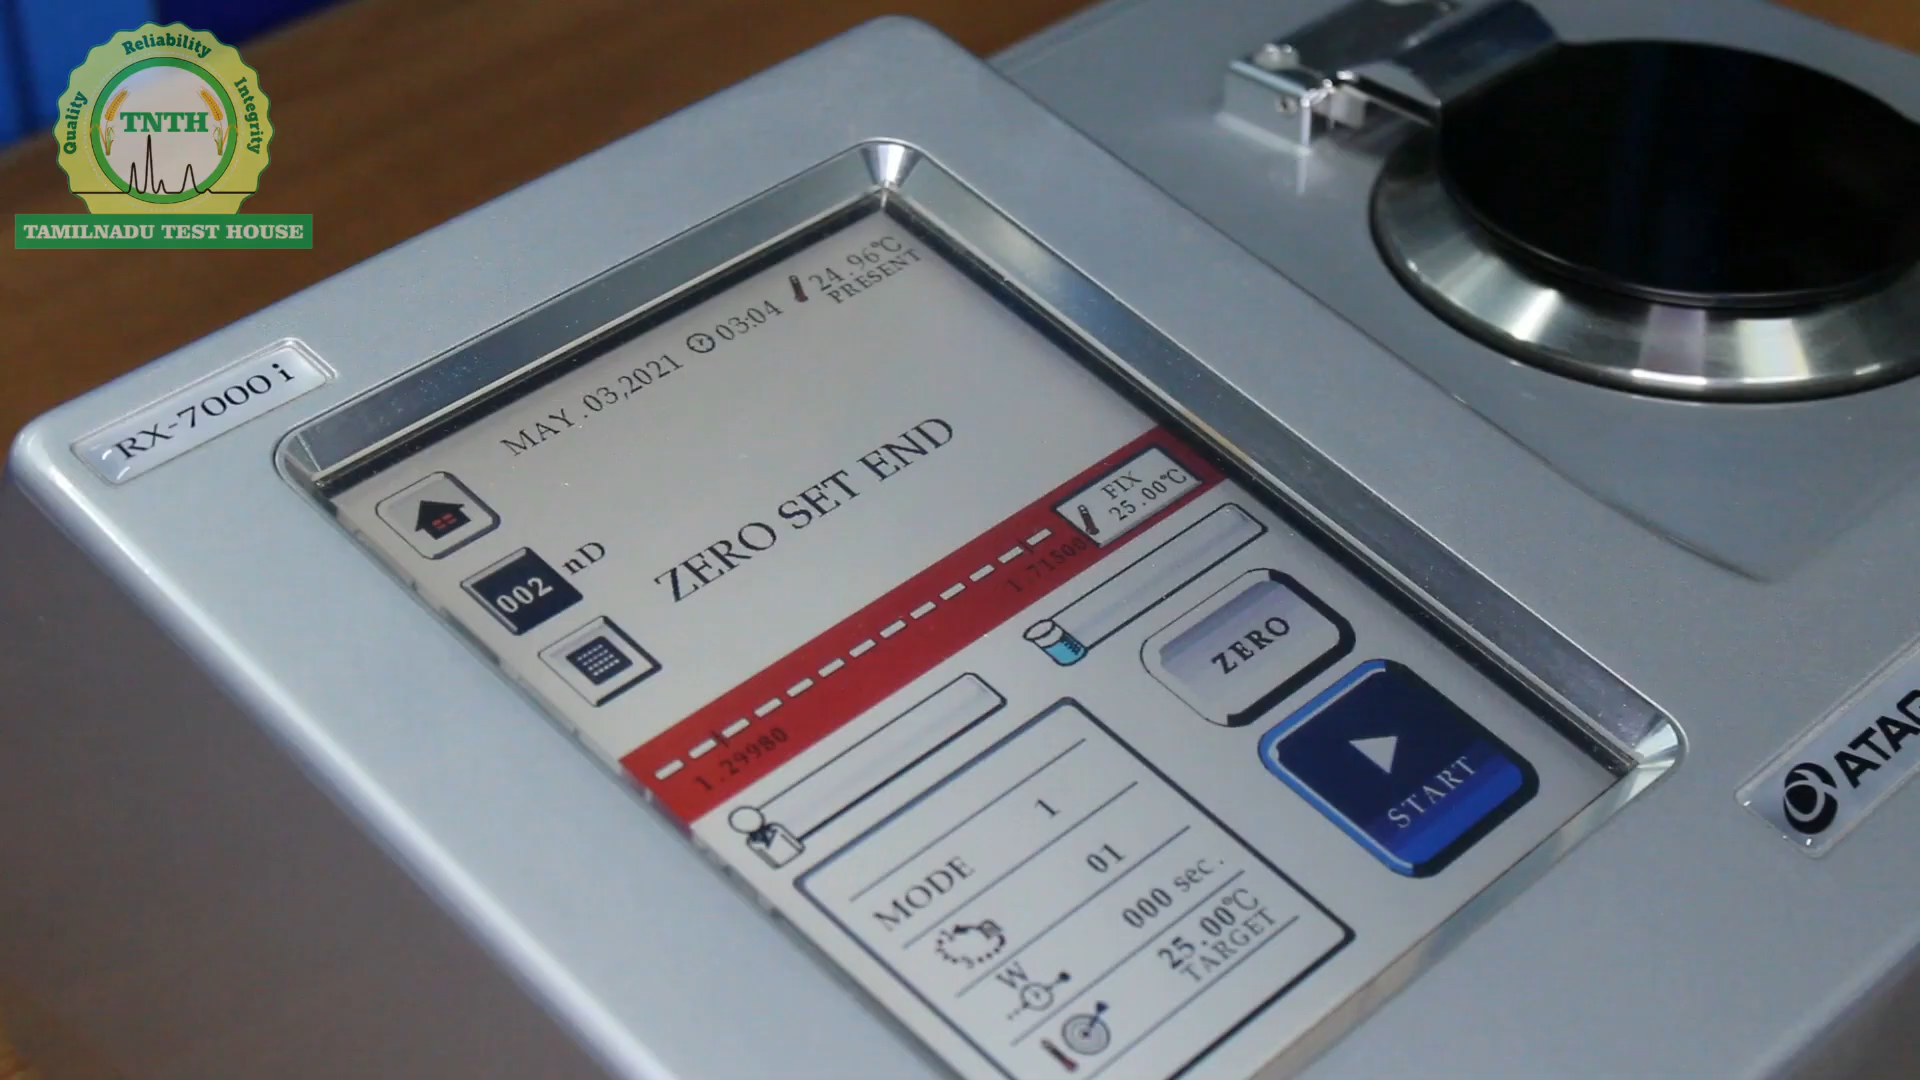 Quality
Reliability
Integrity
TNTH
TAMILNADU TEST HOUSE
RX-7000 i
MAY.03,2021 03:04 24.96℃
PRESENT
002 nD
ZERO SET END
FIX
25.00℃
1.29980 1.71500
ZERO
START
MODE 1
01
W 000 sec.
25.00℃
TARGET